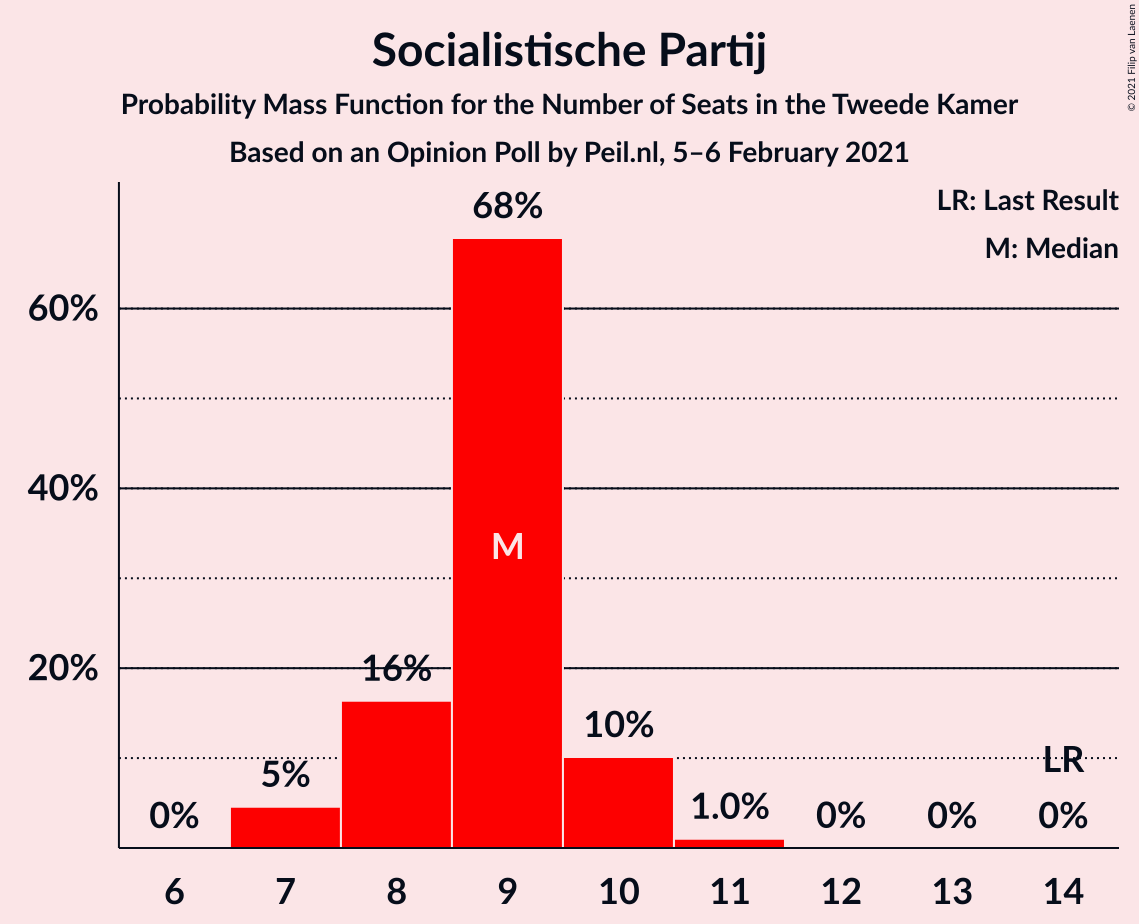 Socialistische Partij
Probability Mass Function for the Number of Seats in the Tweede Kamer
Based on an Opinion Poll by Peil.nl, 5–6 February 2021
© 2021 Filip van Laenen
LR: Last Result
M: Median
68%
60%
40%
M
20%
16%
10%
5%
LR
1.0%
0%
0%
0%
0%
6 7 8 9 10 11 12 13 14